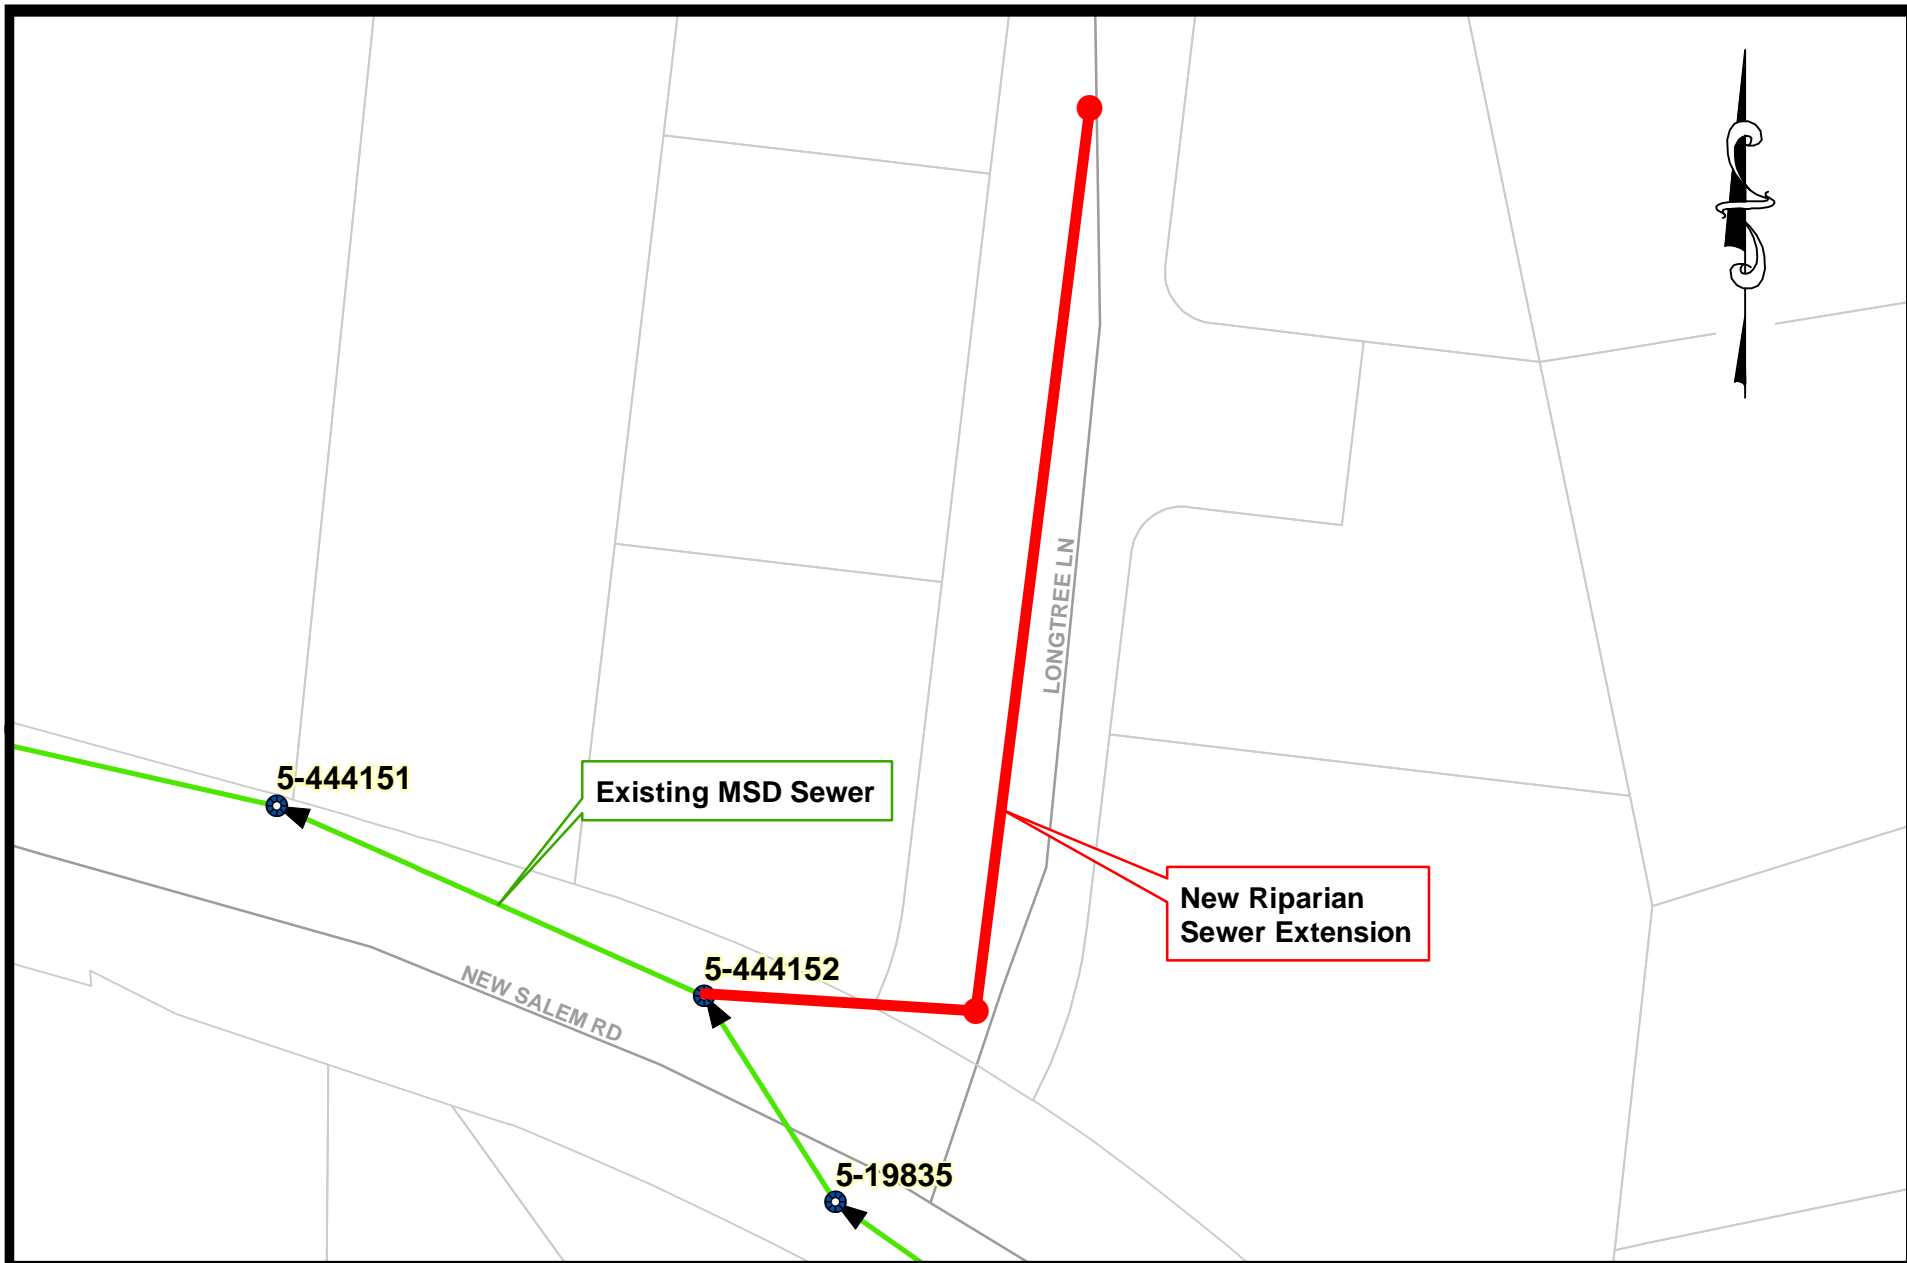 LONGTREE LN
5-444151
Existing MSD Sewer
New Riparian
Sewer Extension
5-444152
NEW SALEM RD
5-19835